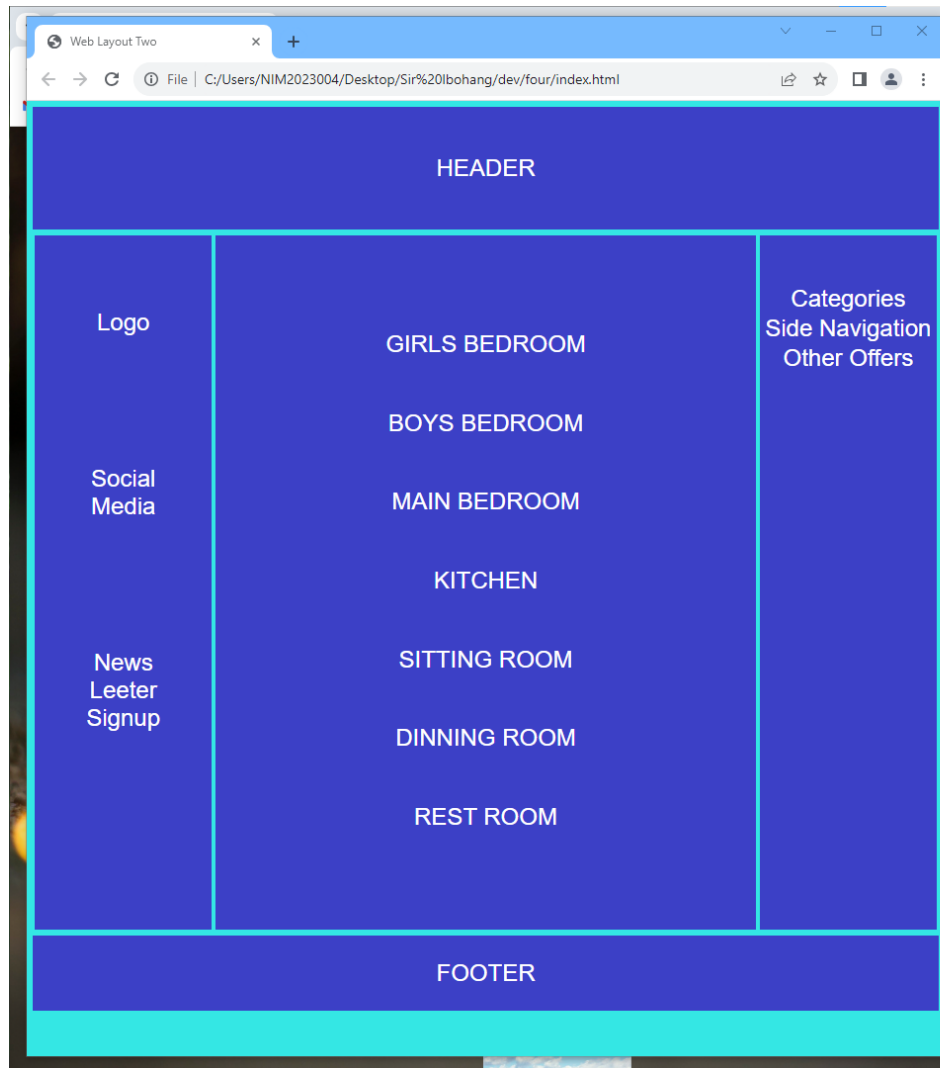 Web Layout Two
File | C:/Users/NIM2023004/Desktop/Sir%20Ibohang/dev/four/index.html
HEADER
Logo
Social
Media
News
Leeter
Signup
GIRLS BEDROOM
BOYS BEDROOM
MAIN BEDROOM
KITCHEN
SITTING ROOM
DINNING ROOM
REST ROOM
Categories
Side Navigation
Other Offers
FOOTER